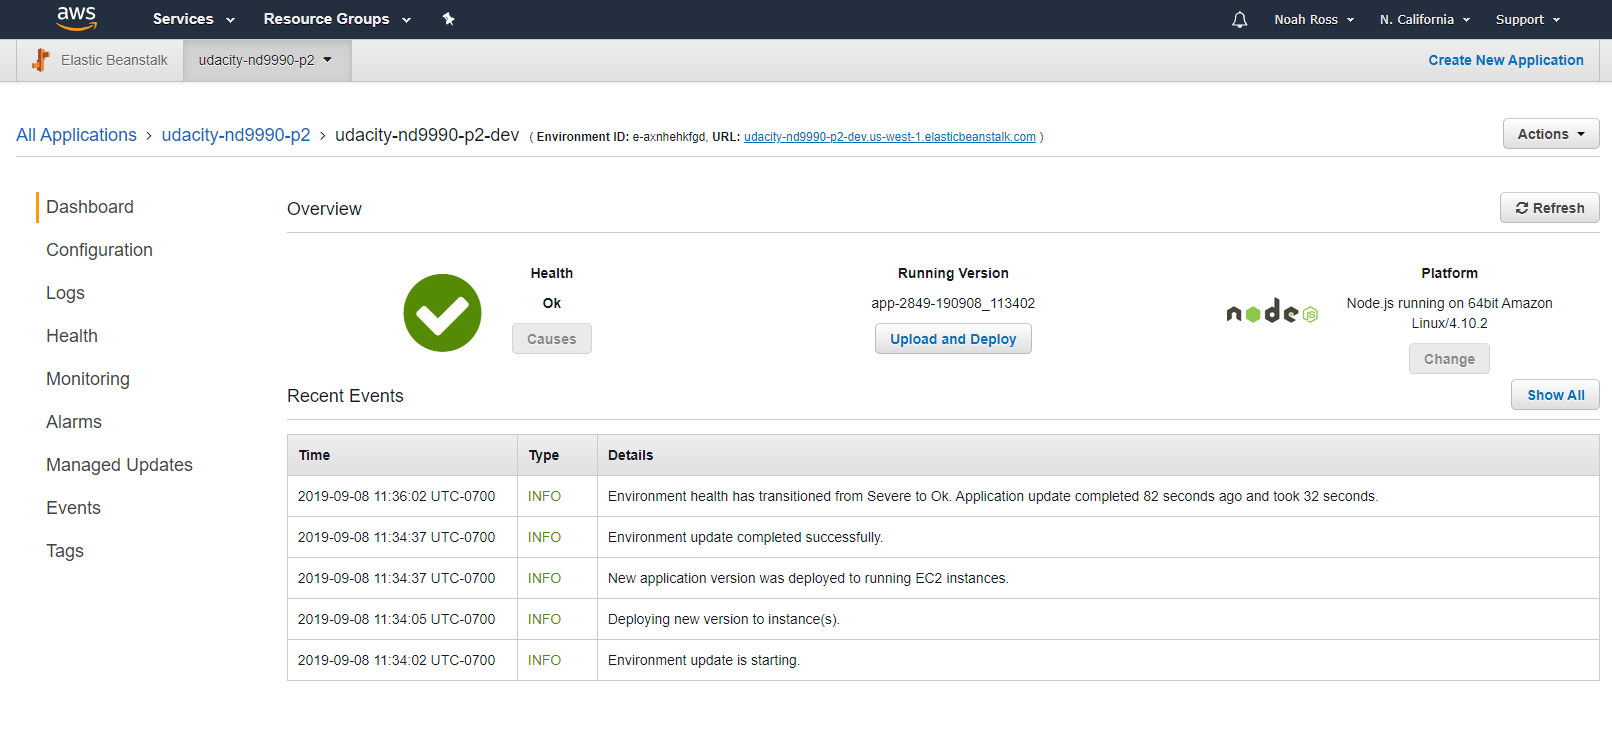 aws Services Resource Groups Noah Ross N. California Support
Elastic Beanstalk udacity-nd9990-p2 Create New Application
All Applications › udacity-nd9990-p2 › udacity-nd9990-p2-dev ( Environment ID: e-axnhehkfgd, URL: udacity-nd9990-p2-dev.us-west-1.elasticbeanstalk.com ) Actions
Dashboard
Configuration
Logs
Health
Monitoring
Alarms
Managed Updates
Events
Tags
Overview Refresh
Health
Ok
Causes
Running Version
app-2849-190908_113402
Upload and Deploy
node JS
Platform
Node.js running on 64bit Amazon
Linux/4.10.2
Change
Recent Events Show All
Time Type Details
2019-09-08 11:36:02 UTC-0700 INFO Environment health has transitioned from Severe to Ok. Application update completed 82 seconds ago and took 32 seconds.
2019-09-08 11:34:37 UTC-0700 INFO Environment update completed successfully.
2019-09-08 11:34:37 UTC-0700 INFO New application version was deployed to running EC2 instances.
2019-09-08 11:34:05 UTC-0700 INFO Deploying new version to instance(s).
2019-09-08 11:34:02 UTC-0700 INFO Environment update is starting.